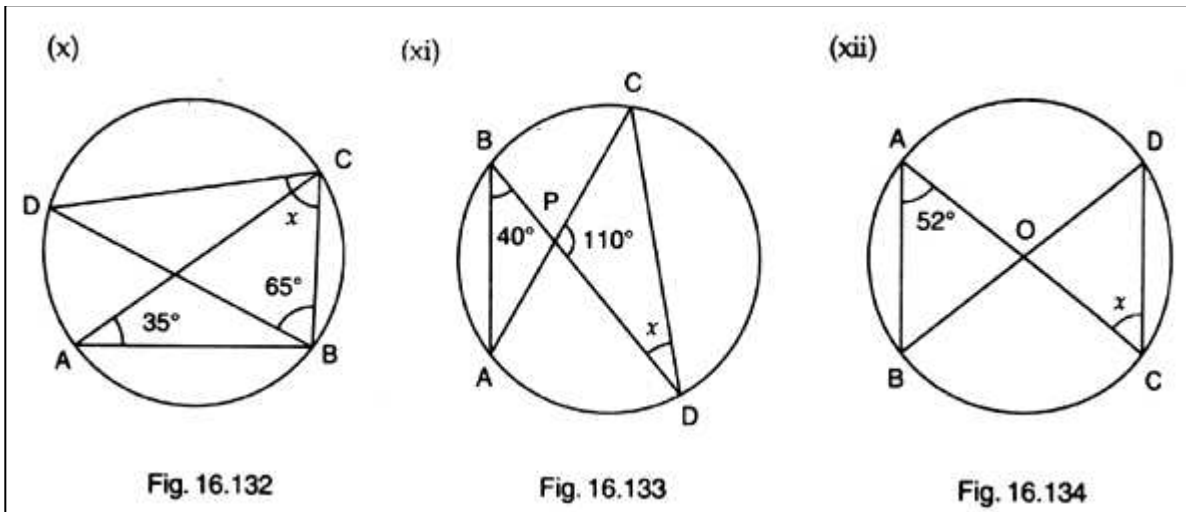 (x)
(xi)
(xii)
C
D
x
65°
35°
A
B
C
B
P
40°
110°
x
A
D
A
D
52°
O
x
B
C
Fig. 16.132
Fig. 16.133
Fig. 16.134